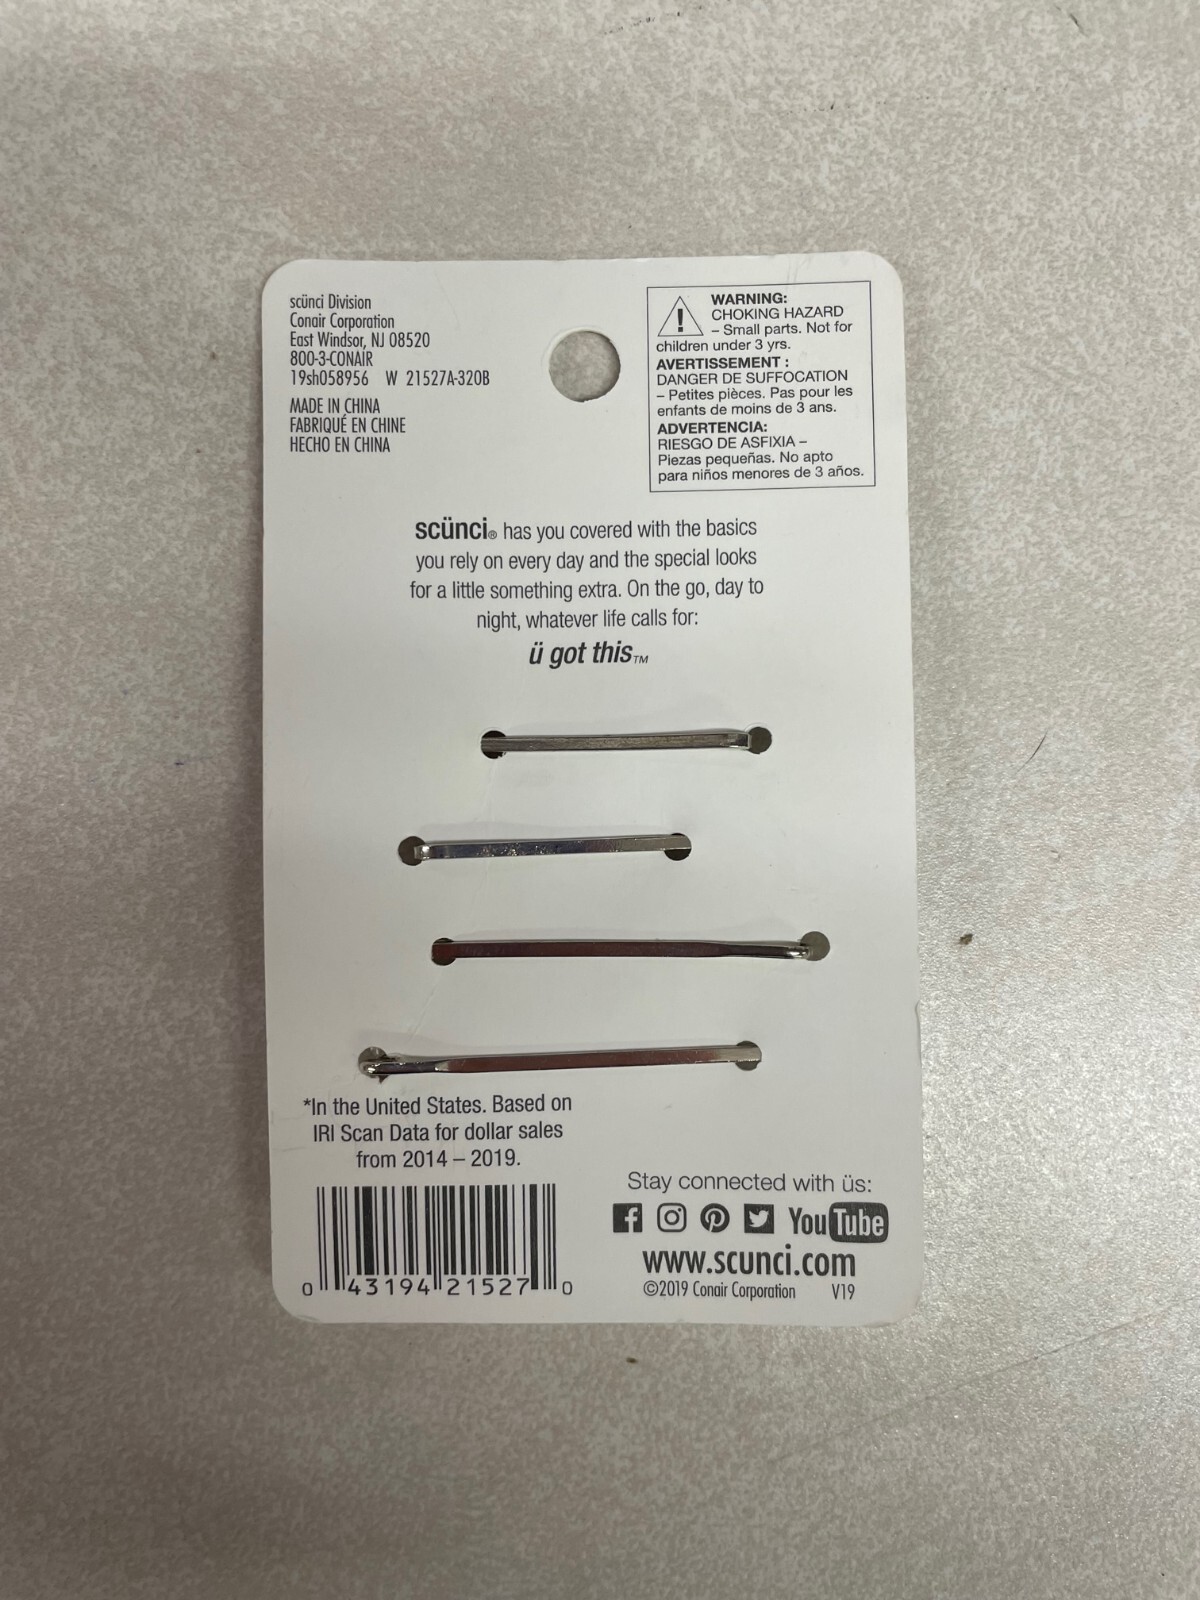 scünci Division
Conair Corporation
East Windsor, NJ 08520
800-3-CONAIR
19sh058956 W 21527A-320B
MADE IN CHINA
FABRIQUÉ EN CHINE
HECHO EN CHINA
WARNING:
CHOKING HAZARD
– Small parts. Not for
children under 3 yrs.
AVERTISSEMENT :
DANGER DE SUFFOCATION
– Petites pièces. Pas pour les
enfants de moins de 3 ans.
ADVERTENCIA:
RIESGO DE ASFIXIA –
Piezas pequeñas. No apto
para niños menores de 3 años.
scünci® has you covered with the basics
you rely on every day and the special looks
for a little something extra. On the go, day to
night, whatever life calls for:
ü got this™
*In the United States. Based on
IRI Scan Data for dollar sales
from 2014 – 2019.
0 43194 21527 0
Stay connected with üs:
YouTube
www.scunci.com
©2019 Conair Corporation V19